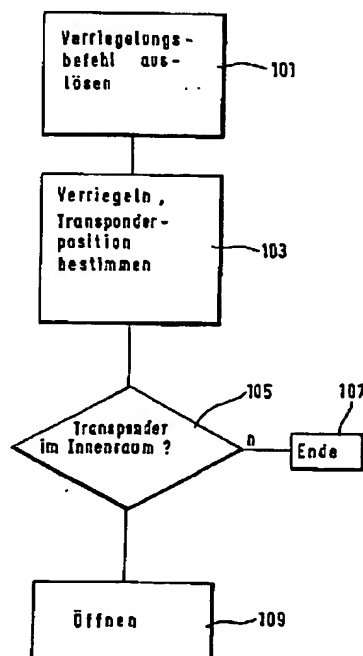 Verriegelungs-
befehl aus-
lösen
101
Verriegeln,
Transponder-
position
bestimmen
103
105
107
Transponder
im Innenraum ?
n
Ende
Öffnen
109